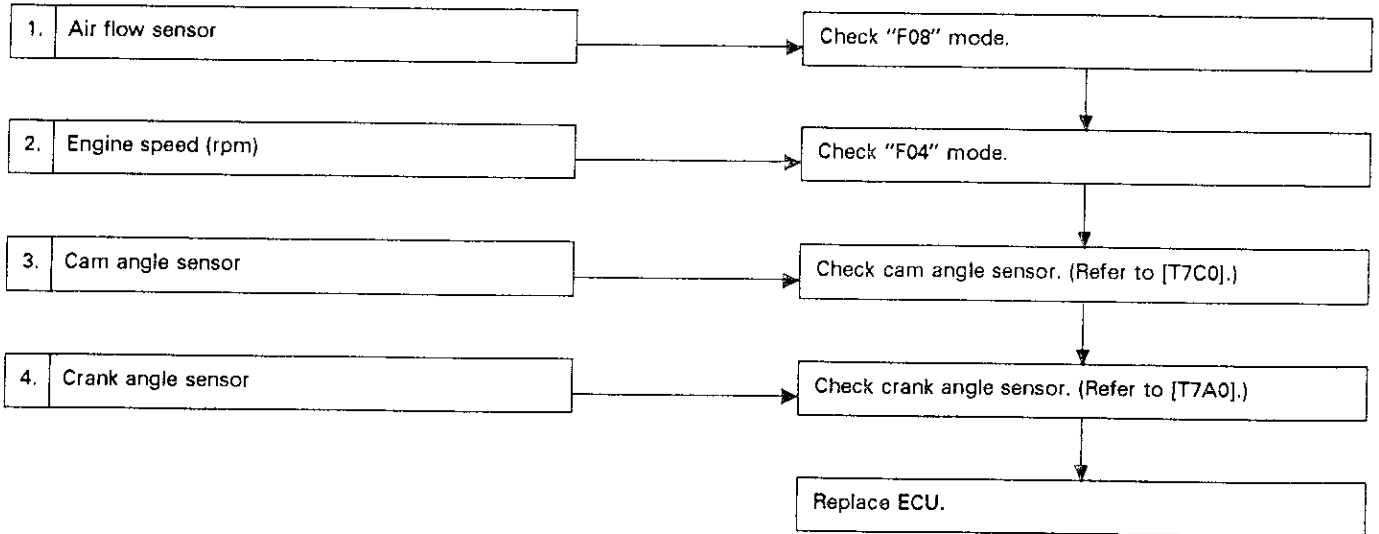 1. Air flow sensor
Check "F08" mode.
2. Engine speed (rpm)
Check "F04" mode.
3. Cam angle sensor
Check cam angle sensor. (Refer to [T7C0].)
4. Crank angle sensor
Check crank angle sensor. (Refer to [T7A0].)
Replace ECU.